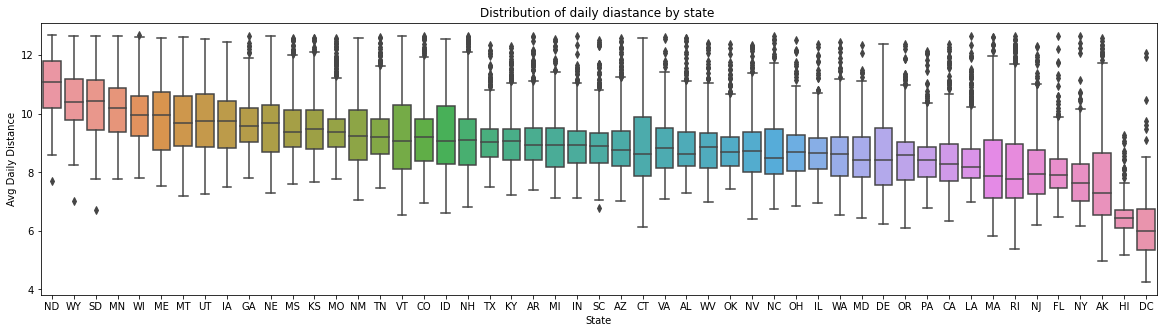 Distribution of daily diastance by state
Avg Daily Distance
12
10
8
6
4
ND WY SD MN WI ME MT UT IA GA NE MS KS MO NM TN VT CO ID NH TX KY AR MI IN SC AZ CT VA AL WV OK NV NC OH IL WA MD DE OR PA CA LA MA RI NJ FL NY AK HI DC
State